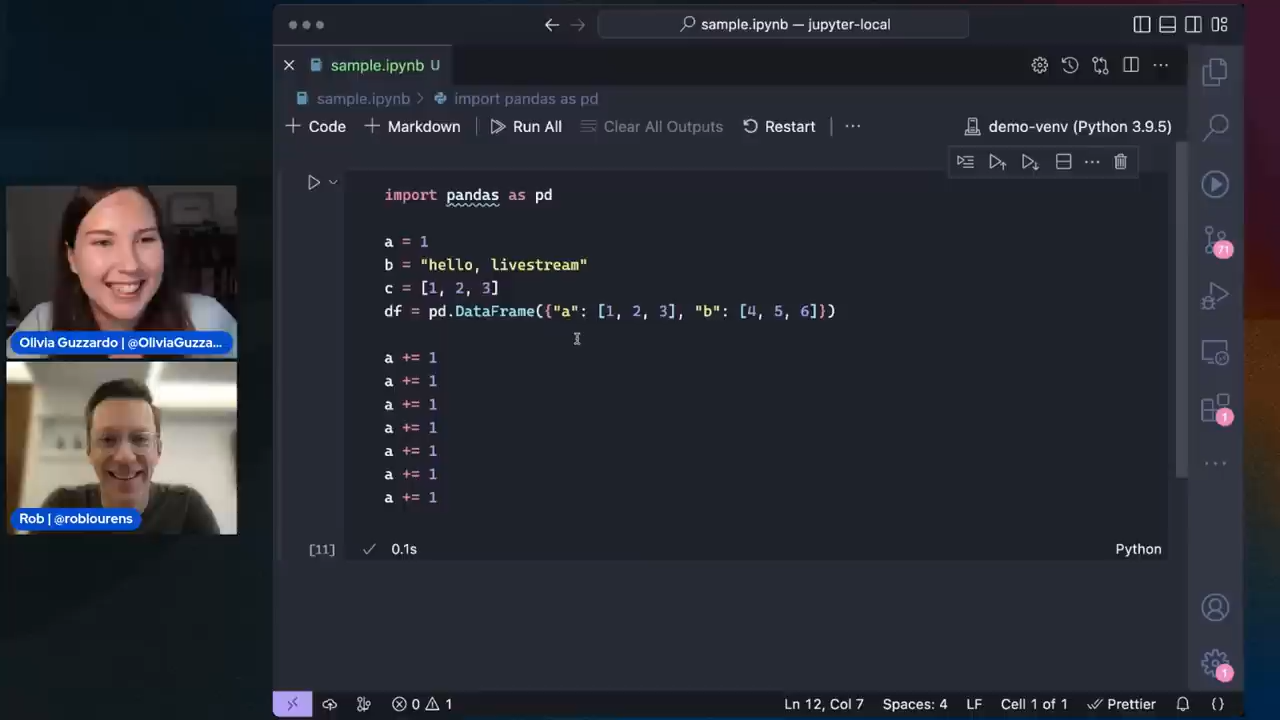 sample.ipynb — jupyter-local
sample.ipynb U
sample.ipynb > import pandas as pd
+ Code + Markdown Run All Clear All Outputs Restart ... demo-venv (Python 3.9.5)
import pandas as pd
a = 1
b = "hello, livestream"
c = [1, 2, 3]
df = pd.DataFrame({"a": [1, 2, 3], "b": [4, 5, 6]})
a += 1
a += 1
a += 1
a += 1
a += 1
a += 1
a += 1
[11] 0.1s Python
71
1
1
Olivia Guzzardo | @OliviaGuzza...
Rob | @roblourens
0 1 Ln 12, Col 7 Spaces: 4 LF Cell 1 of 1 Prettier {}